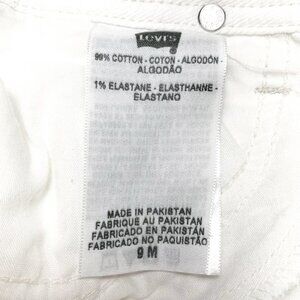 Levi's
99% COTTON - COTON - ALGODÓN -
ALGODÃO
1% ELASTANE - ELASTHANNE -
ELASTANO
MADE IN PAKISTAN
FABRIQUE AU PAKISTAN
FABRICADO EN PAKISTÁN
FABRICADO NO PAQUISTÃO
9 M